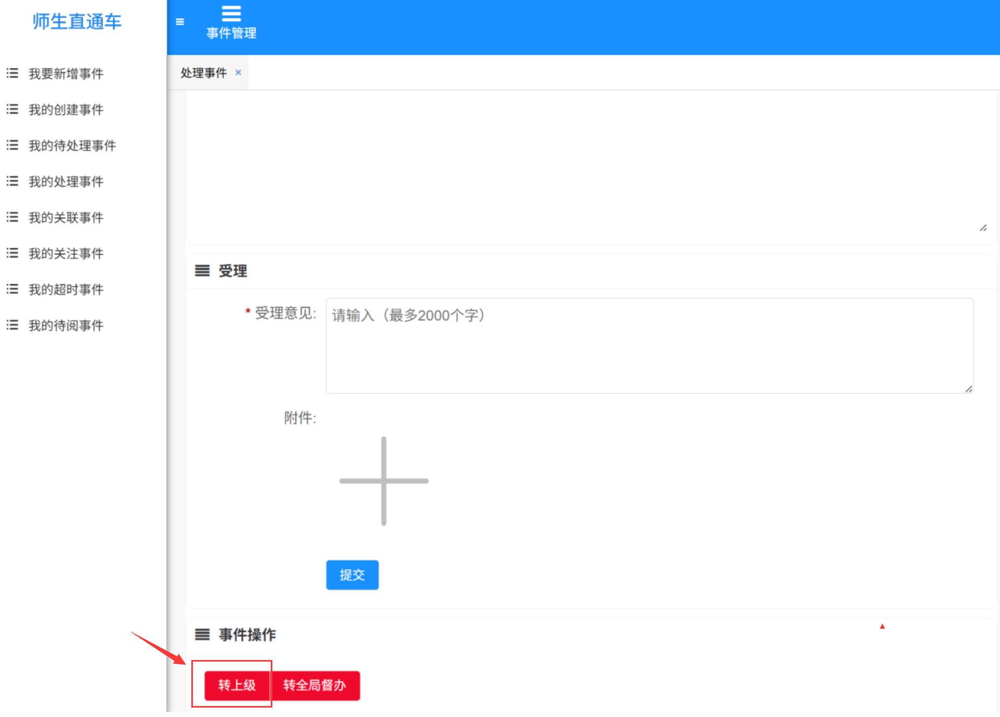 师生直通车
事件管理
处理事件 ×
我要新增事件
我的创建事件
我的待处理事件
我的处理事件
我的关联事件
我的关注事件
我的超时事件
我的待阅事件
受理
* 受理意见:
请输入（最多2000个字）
附件:
提交
事件操作
转上级
转全局督办